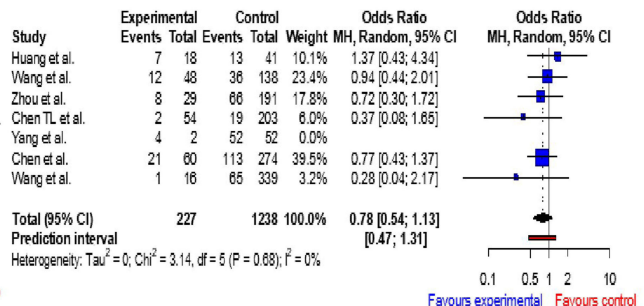 Experimental Control Odds Ratio Odds Ratio
Study Events Total Events Total Weight MH, Random, 95% CI MH, Random, 95% CI
Huang et al. 7 18 13 41 10.1% 1.37 [0.43; 4.34]
Wang et al. 12 48 36 138 23.4% 0.94 [0.44; 2.01]
Zhou et al. 8 29 66 191 17.8% 0.72 [0.30; 1.72]
Chen TL et al. 2 54 19 203 6.0% 0.37 [0.08; 1.65]
Yang et al. 4 2 52 52 0.0%
Chen et al. 21 60 113 274 39.5% 0.77 [0.43; 1.37]
Wang et al. 1 16 65 339 3.2% 0.28 [0.04; 2.17]
Total (95% CI) 227 1238 100.0% 0.78 [0.54; 1.13]
Prediction interval [0.47; 1.31]
Heterogeneity: Tau² = 0; Chi² = 3.14, df = 5 (P = 0.68); I² = 0%
0.1 0.5 1 2 10
Favours experimental Favours control